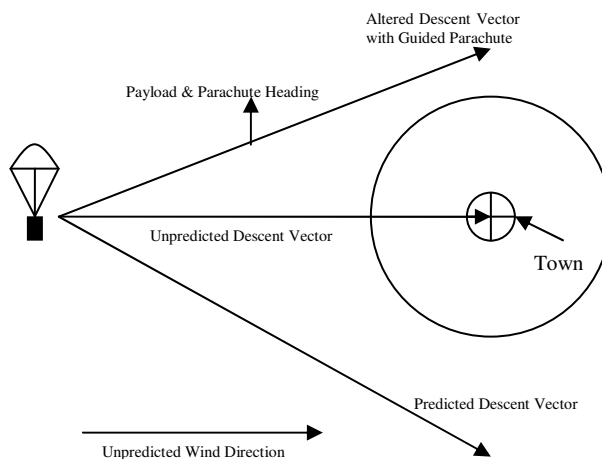 Altered Descent Vector
with Guided Parachute
Payload & Parachute Heading
Unpredicted Descent Vector
Town
Predicted Descent Vector
Unpredicted Wind Direction